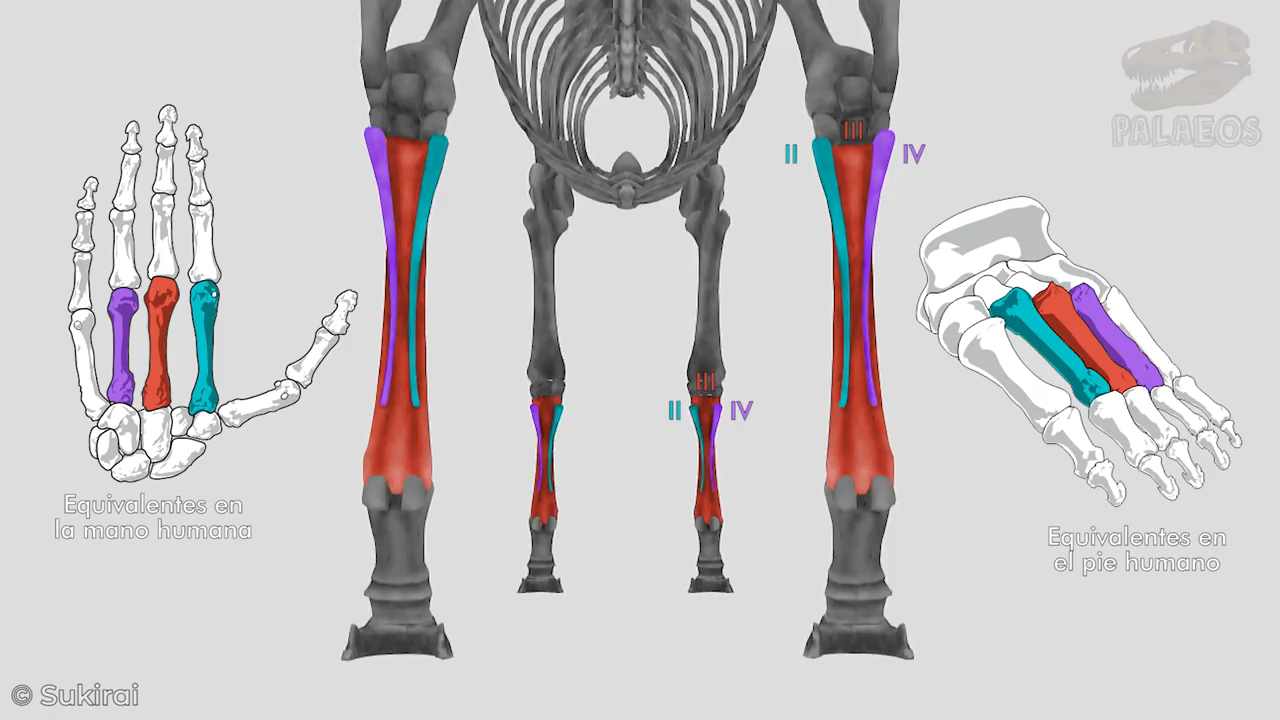 PALAEOS
III
II
IV
III
II
IV
Equivalentes en
la mano humana
Equivalentes en
el pie humano
© Sukirai